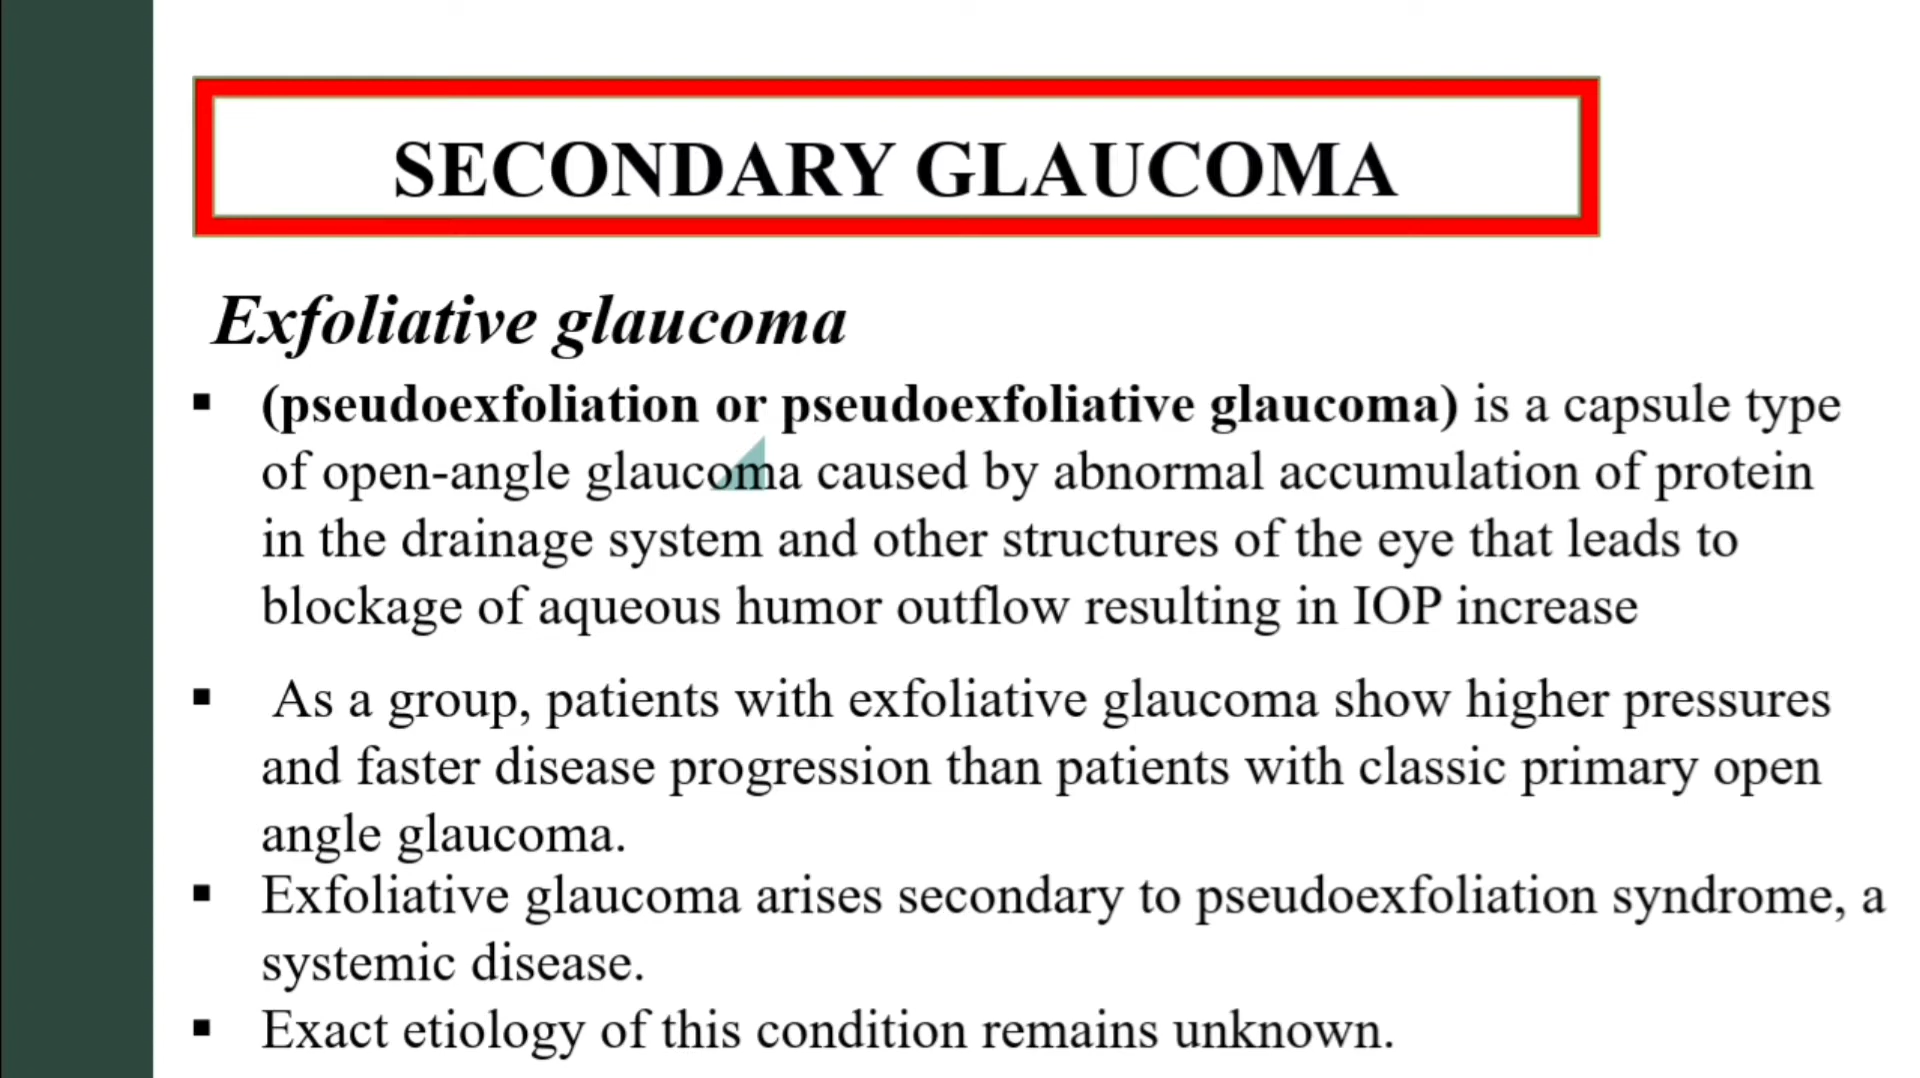 SECONDARY GLAUCOMA
Exfoliative glaucoma
▪ (pseudoexfoliation or pseudoexfoliative glaucoma) is a capsule type
of open-angle glaucoma caused by abnormal accumulation of protein
in the drainage system and other structures of the eye that leads to
blockage of aqueous humor outflow resulting in IOP increase
▪ As a group, patients with exfoliative glaucoma show higher pressures
and faster disease progression than patients with classic primary open
angle glaucoma.
▪ Exfoliative glaucoma arises secondary to pseudoexfoliation syndrome, a
systemic disease.
▪ Exact etiology of this condition remains unknown.